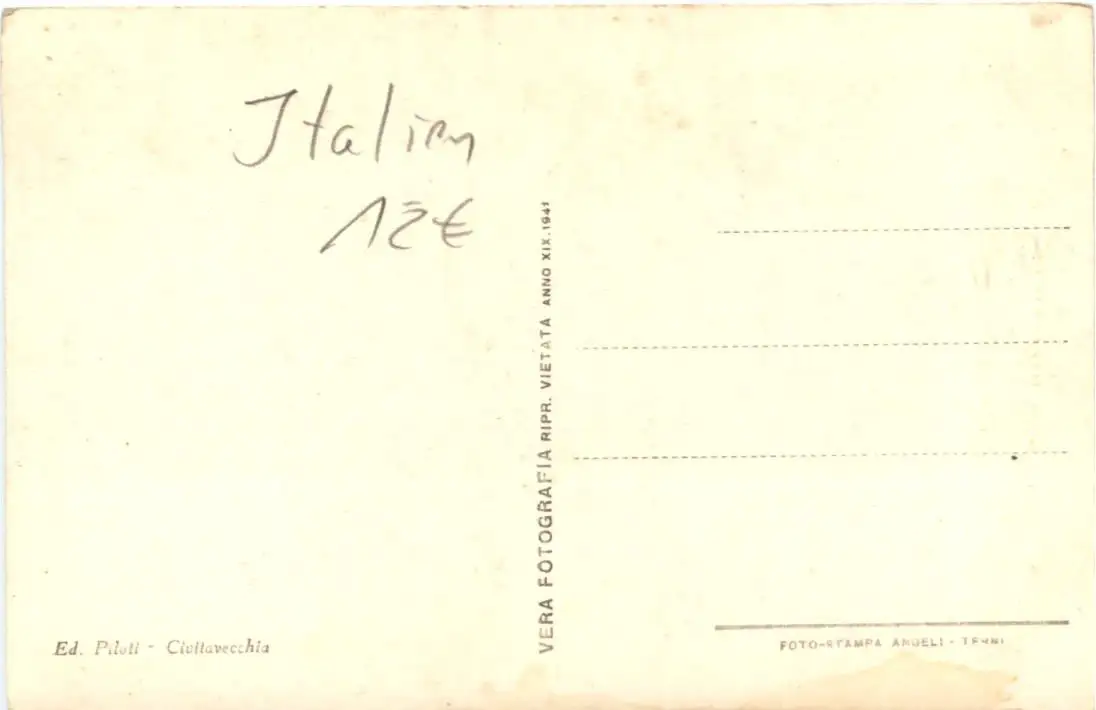 Italien
12€
VERA FOTOGRAFIA RIPR. VIETATA ANNO XIX.1941
Ed. Piloti - Civitavecchia
FOTO-STAMPA ANGELI - TERNI